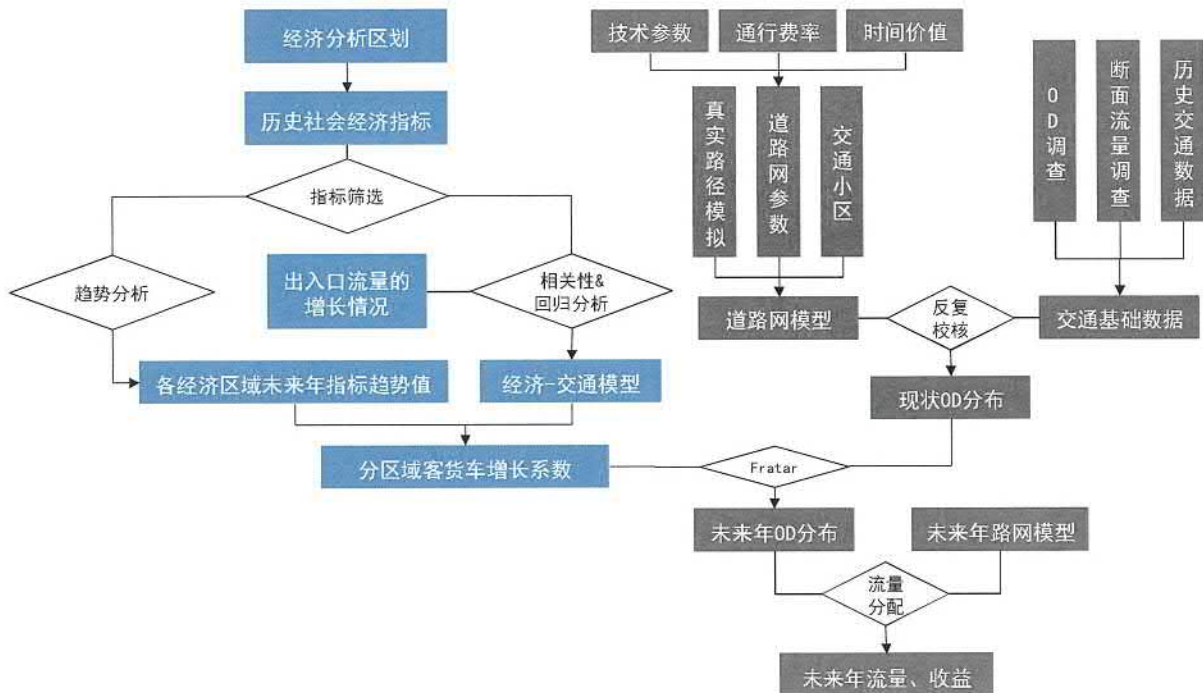 经济分析区划
历史社会经济指标
指标筛选
趋势分析
出入口流量的
增长情况
相关性&
回归分析
各经济区域未来年指标趋势值
经济-交通模型
分区域客货车增长系数
技术参数
通行费率
时间价值
真实路径模拟
道路网参数
交通小区
OD调查
断面流量调查
历史交通数据
道路网模型
反复
校核
交通基础数据
现状OD分布
Fratar
未来年OD分布
未来年路网模型
流量
分配
未来年流量、收益